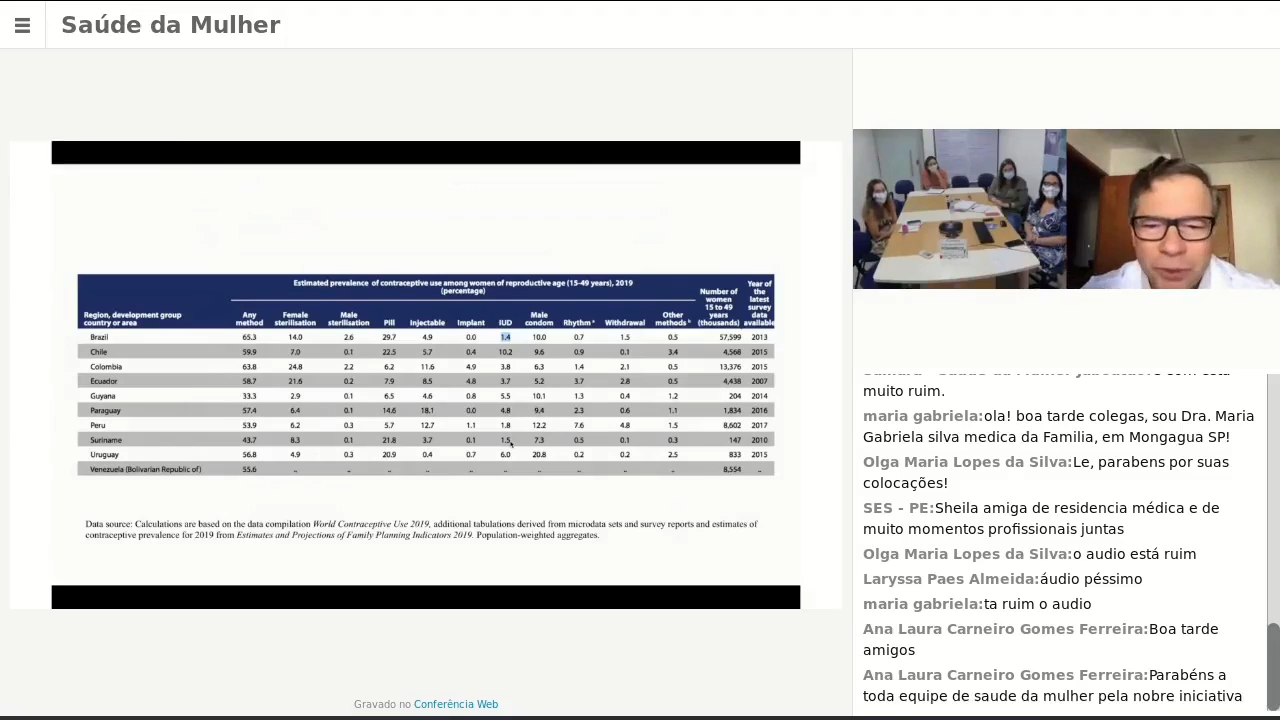 Saúde da Mulher
Estimated prevalence of contraceptive use among women of reproductive age (15-49 years), 2019
(percentage)
Region, development group country or area Any method Female sterilisation Male sterilisation Pill Injectable Implant IUD Male condom Rhythm a Withdrawal Other methods b Number of women 15 to 49 years (thousands) Year of the latest survey data available
Brazil 65.3 14.0 2.6 29.7 4.9 0.0 1.4 10.0 0.7 1.5 0.5 57,599 2013
Chile 59.9 7.0 0.1 22.5 5.7 0.4 10.2 9.6 0.9 0.1 3.4 4,568 2015
Colombia 63.8 24.8 2.2 6.2 11.6 4.9 3.8 6.3 1.4 2.1 0.5 13,376 2015
Ecuador 58.7 21.6 0.2 7.9 8.5 4.8 3.7 5.2 3.7 2.8 0.5 4,438 2007
Guyana 33.3 2.9 0.1 6.5 4.6 0.8 5.5 10.1 1.3 0.4 1.2 204 2014
Paraguay 57.4 6.4 0.1 14.6 18.1 0.0 4.8 9.4 2.3 0.6 1.1 1,834 2016
Peru 53.9 6.2 0.3 5.7 12.7 1.1 1.8 12.2 7.6 4.8 1.5 8,602 2017
Suriname 43.7 8.3 0.1 21.8 3.7 0.1 1.5 7.3 0.5 0.1 0.3 147 2010
Uruguay 56.8 4.9 0.3 20.9 0.4 0.7 6.0 20.8 0.2 0.2 2.5 833 2015
Venezuela (Bolivarian Republic of) 55.6 .. .. .. .. .. .. .. .. .. .. 8,554 ..
Data source: Calculations are based on the data compilation World Contraceptive Use 2019, additional tabulations derived from microdata sets and survey reports and estimates of
contraceptive prevalence for 2019 from Estimates and Projections of Family Planning Indicators 2019. Population-weighted aggregates.
Gravado no Conferência Web
muito ruim.
maria gabriela:ola! boa tarde colegas, sou Dra. Maria
Gabriela silva medica da Familia, em Mongagua SP!
Olga Maria Lopes da Silva:Le, parabens por suas
colocações!
SES - PE:Sheila amiga de residencia médica e de
muito momentos profissionais juntas
Olga Maria Lopes da Silva:o audio está ruim
Laryssa Paes Almeida:áudio péssimo
maria gabriela:ta ruim o audio
Ana Laura Carneiro Gomes Ferreira:Boa tarde
amigos
Ana Laura Carneiro Gomes Ferreira:Parabéns a
toda equipe de saude da mulher pela nobre iniciativa